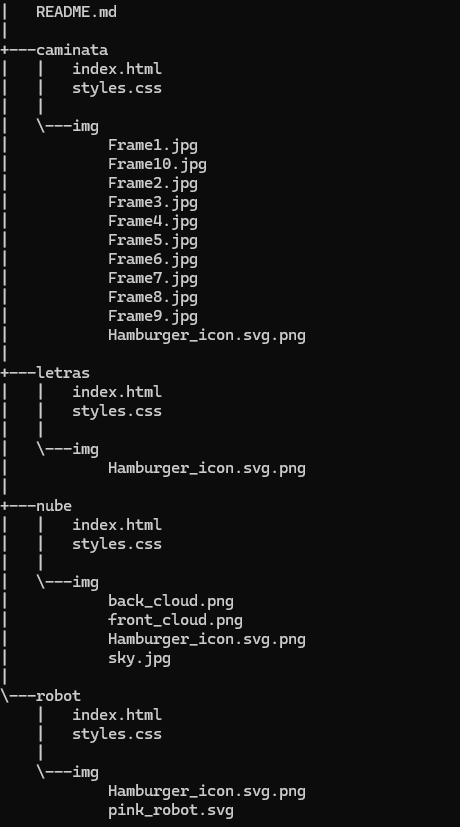 |   README.md
|
+---caminata
|   |   index.html
|   |   styles.css
|   |
|   \---img
|           Frame1.jpg
|           Frame10.jpg
|           Frame2.jpg
|           Frame3.jpg
|           Frame4.jpg
|           Frame5.jpg
|           Frame6.jpg
|           Frame7.jpg
|           Frame8.jpg
|           Frame9.jpg
|           Hamburger_icon.svg.png
|
+---letras
|   |   index.html
|   |   styles.css
|   |
|   \---img
|           Hamburger_icon.svg.png
|
+---nube
|   |   index.html
|   |   styles.css
|   |
|   \---img
|           back_cloud.png
|           front_cloud.png
|           Hamburger_icon.svg.png
|           sky.jpg
|
\---robot
    |   index.html
    |   styles.css
    |
    \---img
            Hamburger_icon.svg.png
            pink_robot.svg